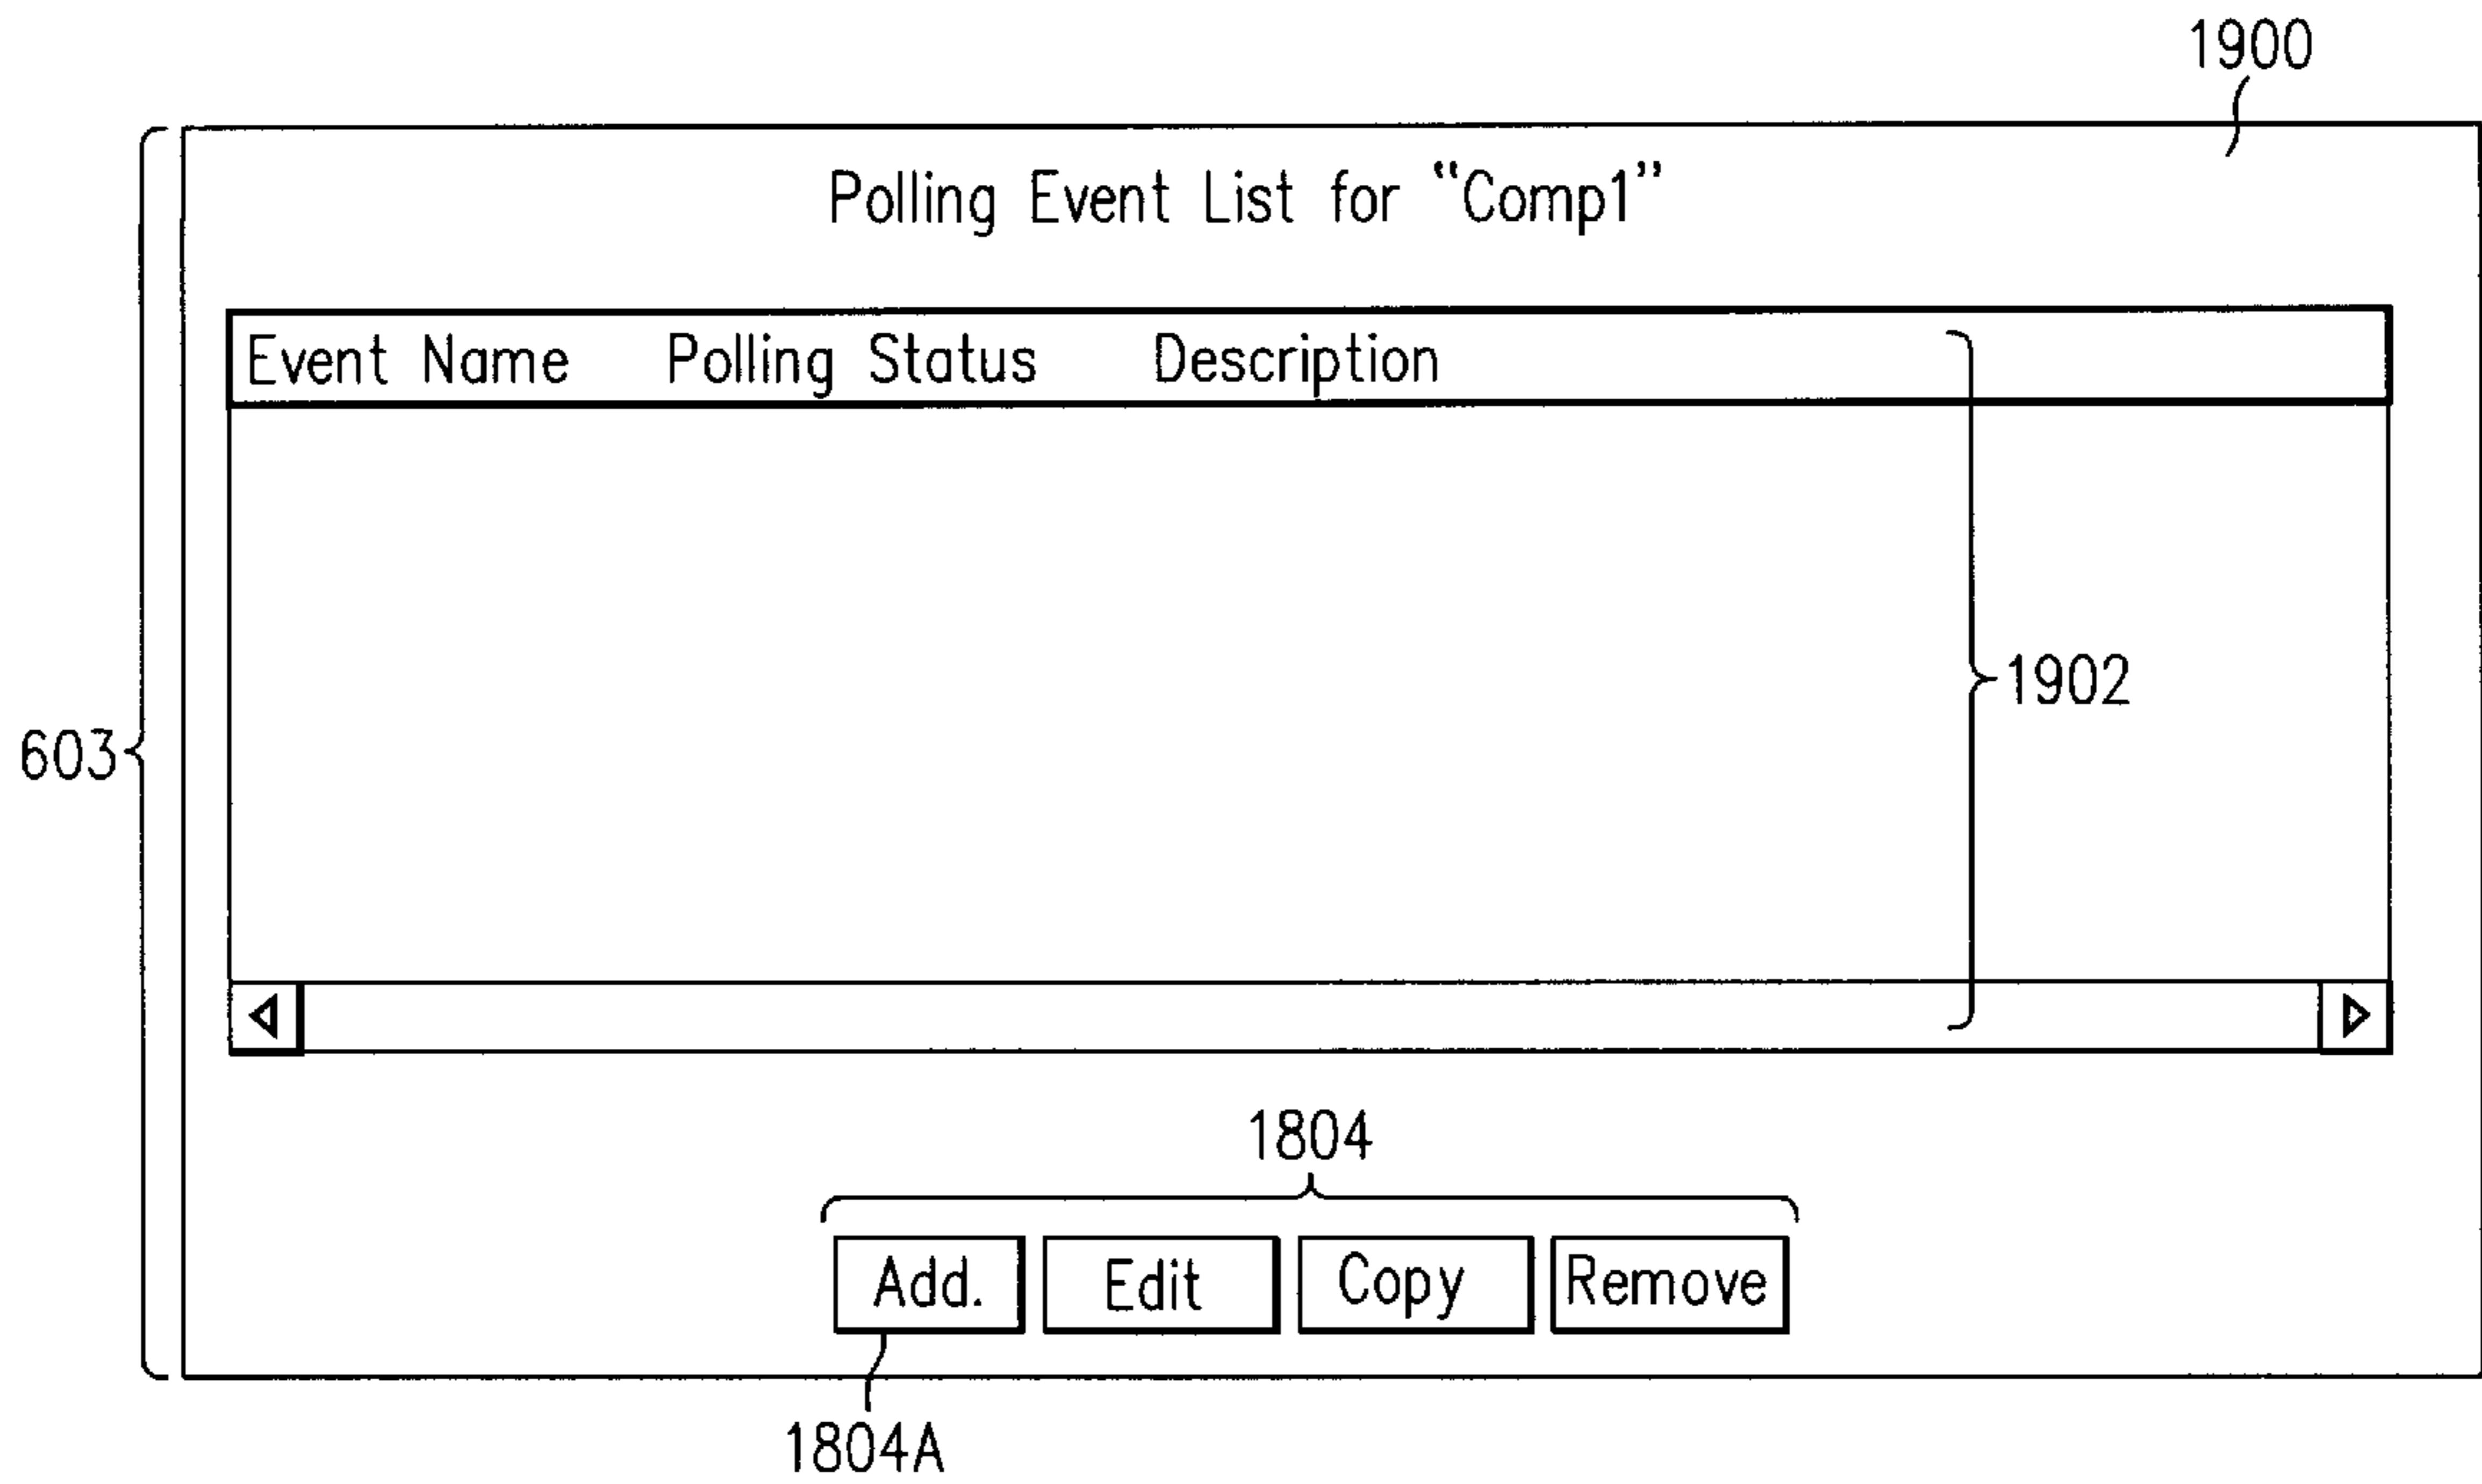 1900
Polling Event List for “Comp1”
Event Name Polling Status Description
1902
603
1804
Add. Edit Copy Remove
1804A